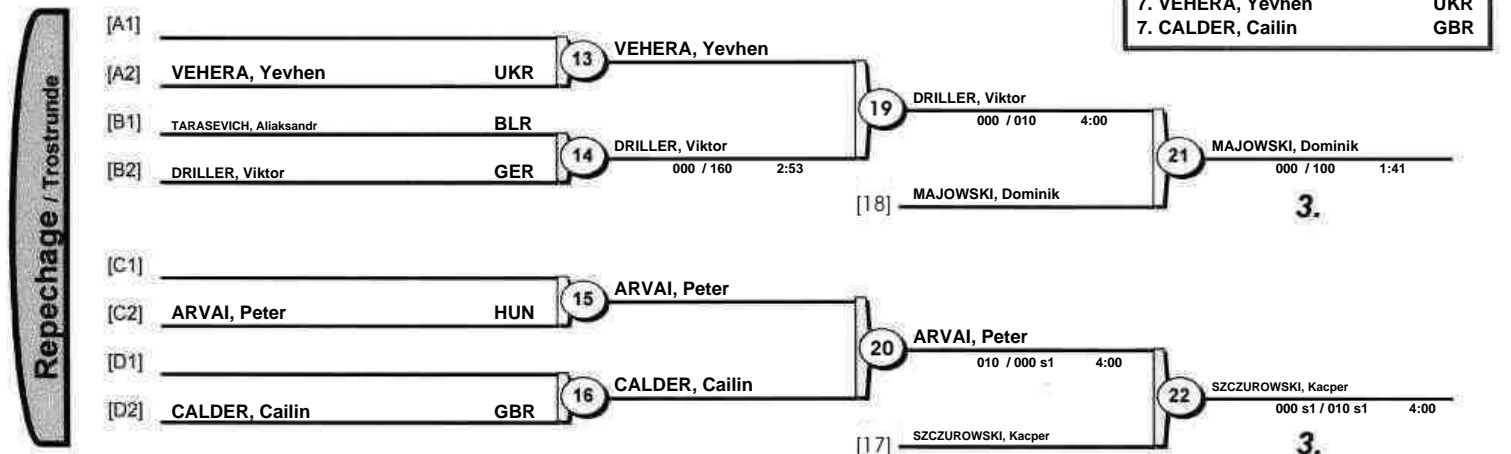 7. VEHERA, Yevhen UKR
7. CALDER, Cailin GBR
Repechage / Trostrunde
[A1]
[A2] VEHERA, Yevhen UKR
13 VEHERA, Yevhen
[B1] TARASEVICH, Aliaksandr BLR
[B2] DRILLER, Viktor GER
14 DRILLER, Viktor
000 / 160 2:53
19 DRILLER, Viktor
000 / 010 4:00
[18] MAJOWSKI, Dominik
21 MAJOWSKI, Dominik
000 / 100 1:41
3.
[C1]
[C2] ARVAI, Peter HUN
15 ARVAI, Peter
[D1]
[D2] CALDER, Cailin GBR
16 CALDER, Cailin
20 ARVAI, Peter
010 / 000 s1 4:00
[17] SZCZUROWSKI, Kacper
22 SZCZUROWSKI, Kacper
000 s1 / 010 s1 4:00
3.